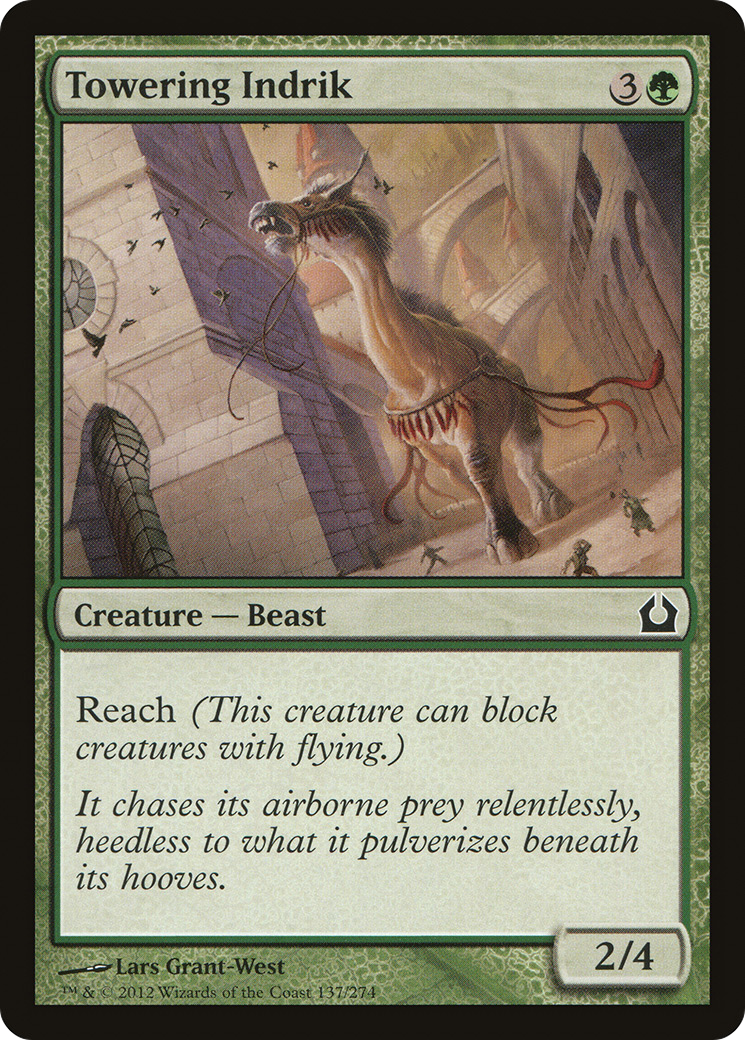 Towering Indrik 3
Creature — Beast
Reach (This creature can block
creatures with flying.)
It chases its airborne prey relentlessly,
heedless to what it pulverizes beneath
its hooves.
2/4
Lars Grant-West
™ & © 2012 Wizards of the Coast 137/274